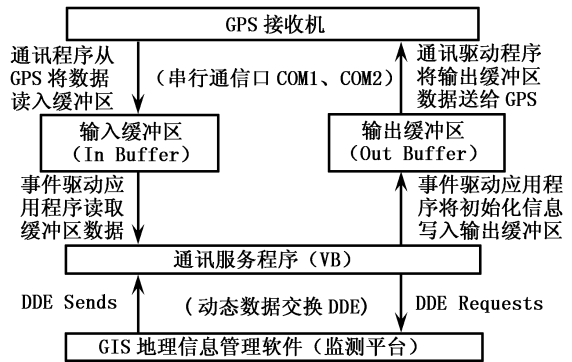 GPS 接收机
通讯程序从
GPS 将数据
读入缓冲区
（串行通信口 COM1、COM2）
通讯驱动程序
将输出缓冲区
数据送给 GPS
输入缓冲区
（In Buffer）
输出缓冲区
（Out Buffer）
事件驱动应
用程序读取
缓冲区数据
事件驱动应用程
序将初始化信息
写入输出缓冲区
通讯服务程序（VB）
DDE Sends
(动态数据交换 DDE)
DDE Requests
GIS 地理信息管理软件（监测平台）